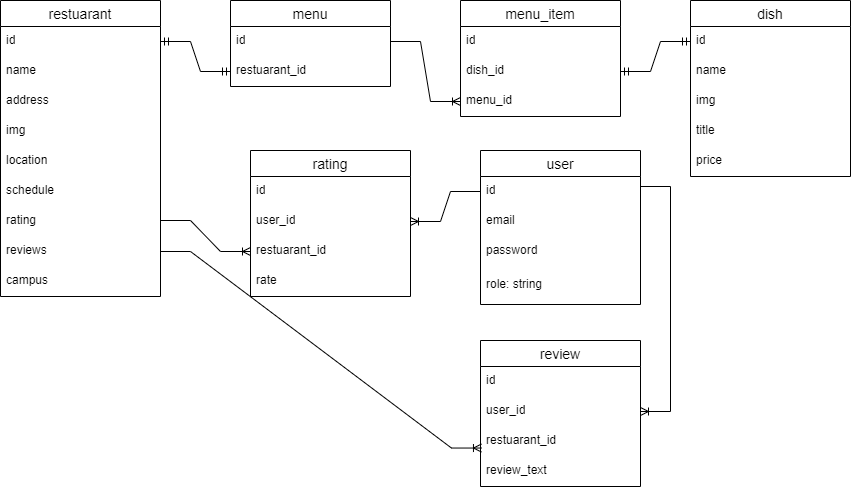 restuarant
id
name
address
img
location
schedule
rating
reviews
campus
menu
id
restuarant_id
menu_item
id
dish_id
menu_id
dish
id
name
img
title
price
rating
id
user_id
restuarant_id
rate
user
id
email
password
role: string
review
id
user_id
restuarant_id
review_text